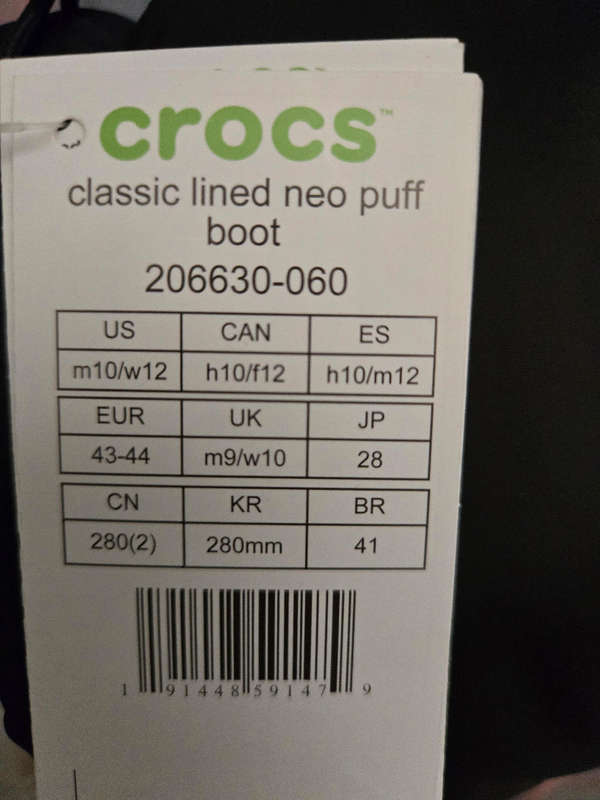 crocs™
classic lined neo puff
boot
206630-060
US CAN ES
m10/w12 h10/f12 h10/m12
EUR UK JP
43-44 m9/w10 28
CN KR BR
280(2) 280mm 41
1 91448 59147 9